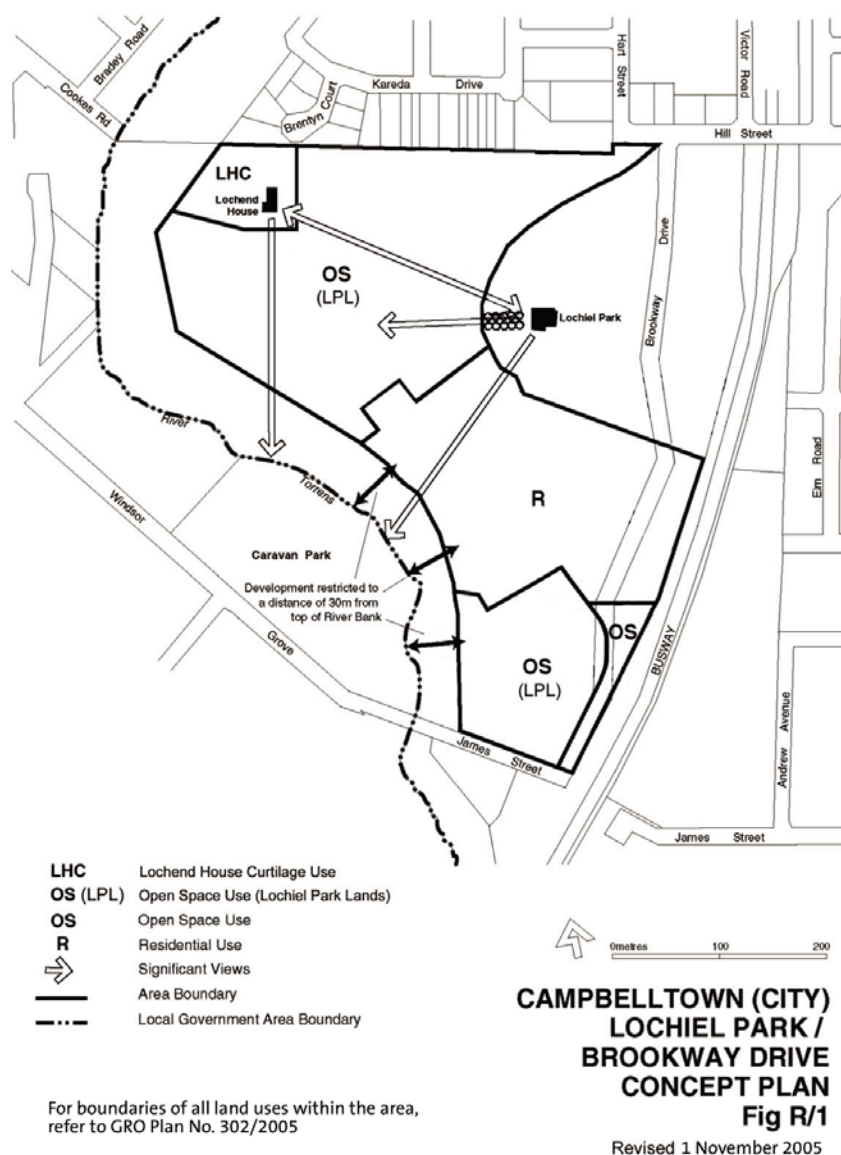 Bradey Road
Cookes Rd
Brentyn Court
Kareda Drive
Hart Street
Victor Road
Hill Street
LHC
Lochend
House
OS
(LPL)
Lochiel Park
Brookway Drive
River Torrens
Windsor Grove
Caravan Park
Development restricted to
a distance of 30m from
top of River Bank
R
Elm Road
OS
OS
(LPL)
BUSWAY
James Street
Andrew Avenue
James Street
LHC Lochend House Curtilage Use
OS (LPL) Open Space Use (Lochiel Park Lands)
OS Open Space Use
R Residential Use
Significant Views
Area Boundary
Local Government Area Boundary
0metres 100 200
CAMPBELLTOWN (CITY)
LOCHIEL PARK /
BROOKWAY DRIVE
CONCEPT PLAN
Fig R/1
Revised 1 November 2005
For boundaries of all land uses within the area,
refer to GRO Plan No. 302/2005